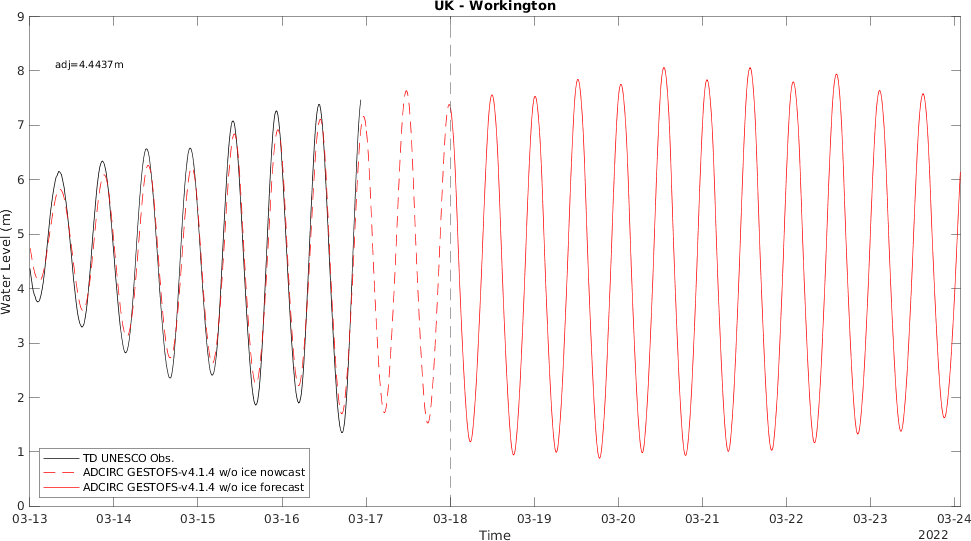 UK - Workington
9
8
7
6
5
4
3
2
1
0
Water Level (m)
adj=4.4437m
TD UNESCO Obs.
ADCIRC GESTOFS-v4.1.4 w/o ice nowcast
ADCIRC GESTOFS-v4.1.4 w/o ice forecast
03-13 03-14 03-15 03-16 03-17 03-18 03-19 03-20 03-21 03-22 03-23 03-24
Time
2022